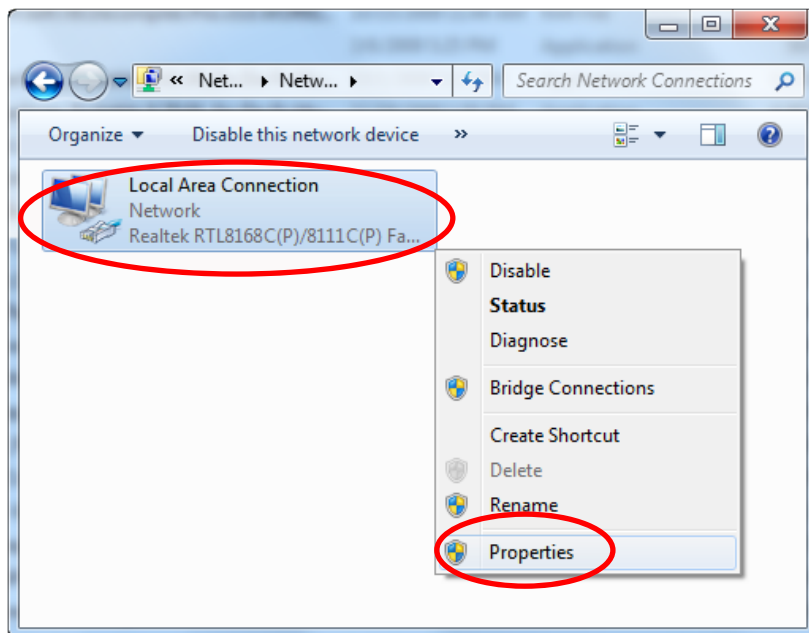 « Net... Netw...
Search Network Connections
Organize Disable this network device »
Local Area Connection
Network
Realtek RTL8168C(P)/8111C(P) Fa...
Disable
Status
Diagnose
Bridge Connections
Create Shortcut
Delete
Rename
Properties